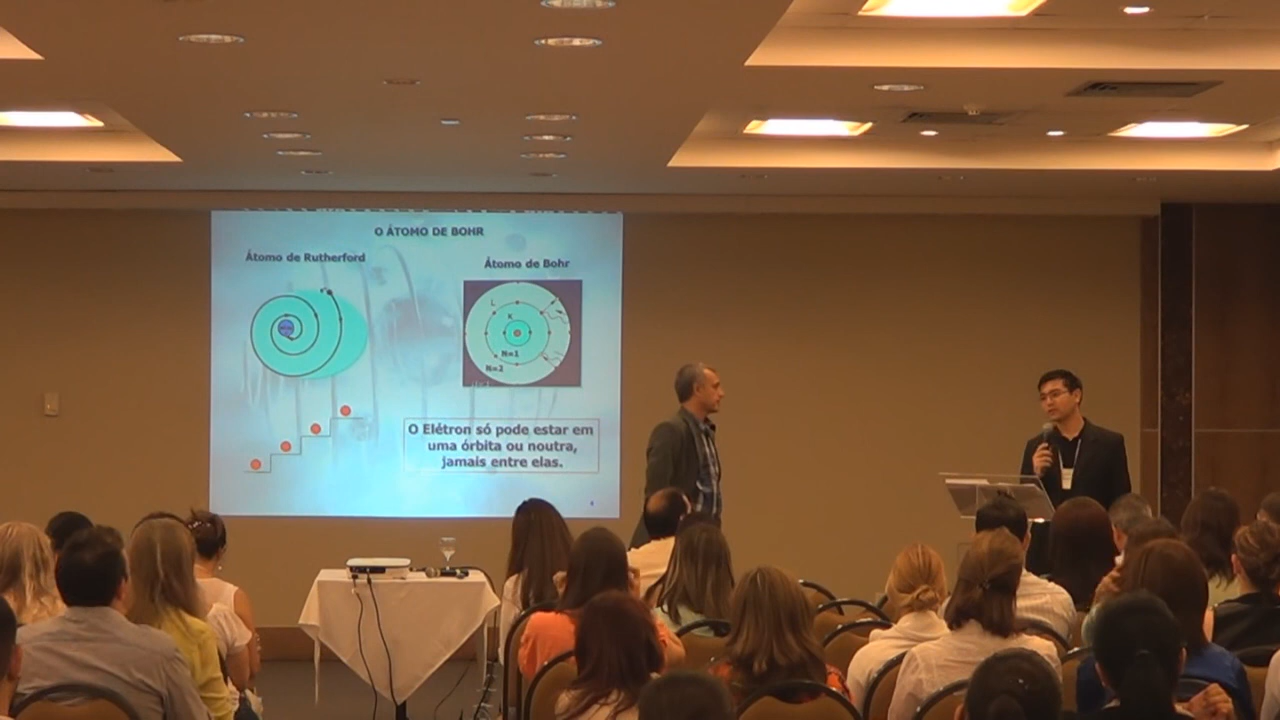 O ÁTOMO DE BOHR
Átomo de Rutherford
Átomo de Bohr
L
K
N=1
N=2
O Elétron só pode estar em
uma órbita ou noutra,
jamais entre elas.